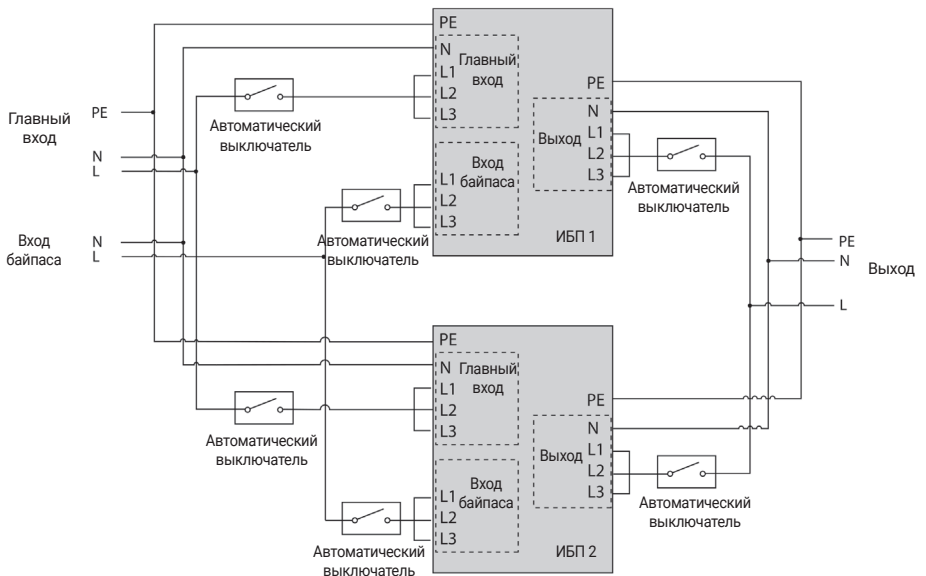 PE
N
Главный
вход
L1
L2
L3
PE
N
Выход
L1
L2
L3
Автоматический
выключатель
Главный
вход
PE
N
L
Автоматический
выключатель
Вход
байпаса
L1
L2
L3
Автоматический
выключатель
ИБП 1
Вход
байпаса
N
L
PE
N
L
Выход
PE
N
Главный
вход
L1
L2
L3
Автоматический
выключатель
PE
N
Выход
L1
L2
L3
Автоматический
выключатель
Вход
байпаса
L1
L2
L3
Автоматический
выключатель
ИБП 2